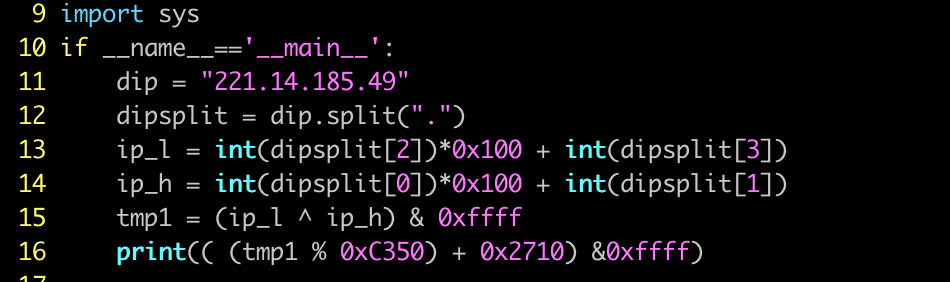 9 import sys
10 if __name__=='__main__':
11     dip = "221.14.185.49"
12     dipsplit = dip.split(".")
13     ip_l = int(dipsplit[2])*0x100 + int(dipsplit[3])
14     ip_h = int(dipsplit[0])*0x100 + int(dipsplit[1])
15     tmp1 = (ip_l ^ ip_h) & 0xffff
16     print(( (tmp1 % 0xC350) + 0x2710) &0xffff)
17